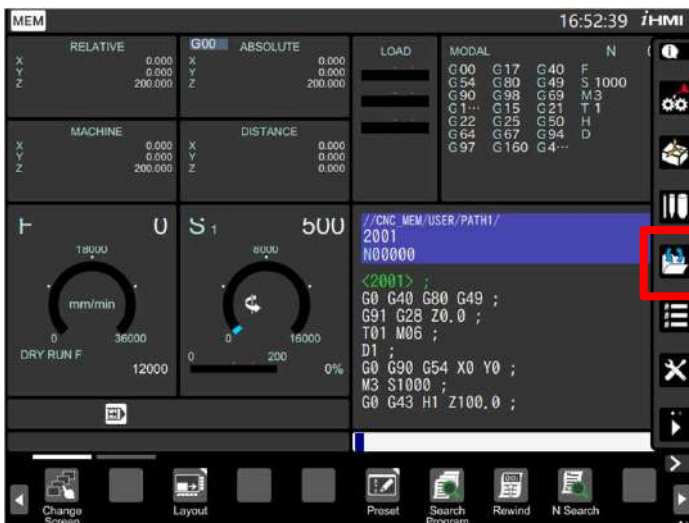 MEM
16:52:39 iHMI
RELATIVE
X 0.000
Y 0.000
Z 200.000
G00 ABSOLUTE
X 0.000
Y 0.000
Z 200.000
MACHINE
X 0.000
Y 0.000
Z 200.000
DISTANCE
X 0.000
Y 0.000
Z 0.000
LOAD
MODAL N
G00 G17 G40 F
G54 G80 G49 S 1000
G90 G98 G69 M3
G1… G15 G21 T 1
G22 G25 G50 H
G64 G67 G94 D
G97 G160 G4…
F 0
18000
mm/min
0 36000
DRY RUN F
12000
S 1 500
8000
0 16000
0 200
0%
//CNC_MEM/USER/PATH1/
2001
N00000
<2001> ;
G0 G40 G80 G49 ;
G91 G28 Z0.0 ;
T01 M06 ;
D1 ;
G0 G90 G54 X0 Y0 ;
M3 S1000 ;
G0 G43 H1 Z100.0 ;
Change
Screen
Layout
Preset
Search
Program
Rewind
N Search